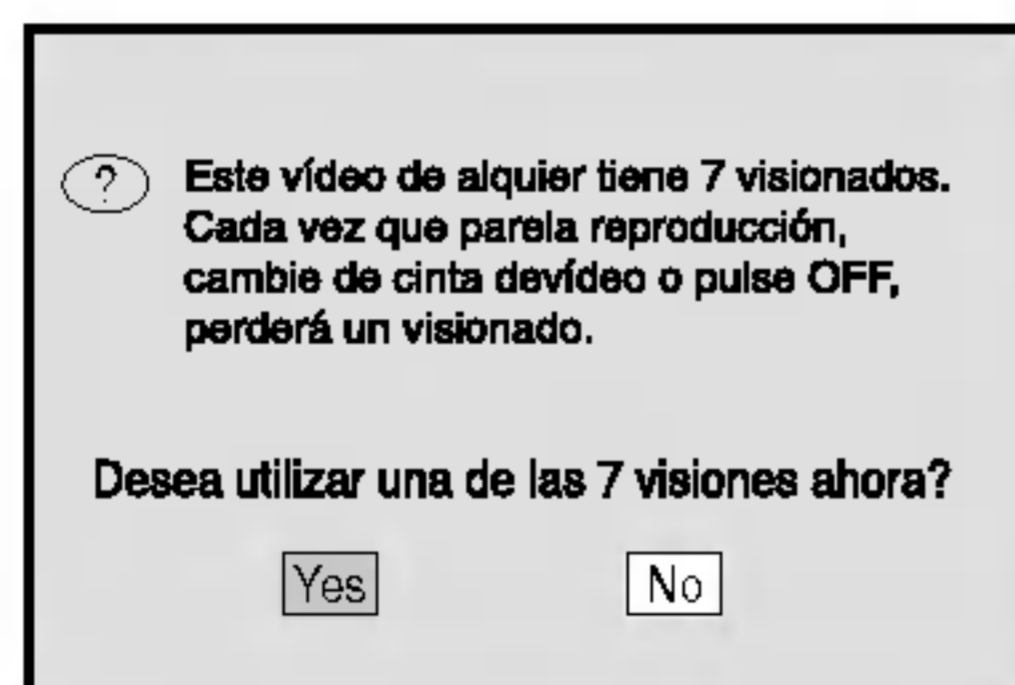 ?
Este vídeo de alquier tiene 7 visionados.
Cada vez que parela reproducción,
cambie de cinta devídeo o pulse OFF,
perderá un visionado.
Desea utilizar una de las 7 visiones ahora?
Yes No